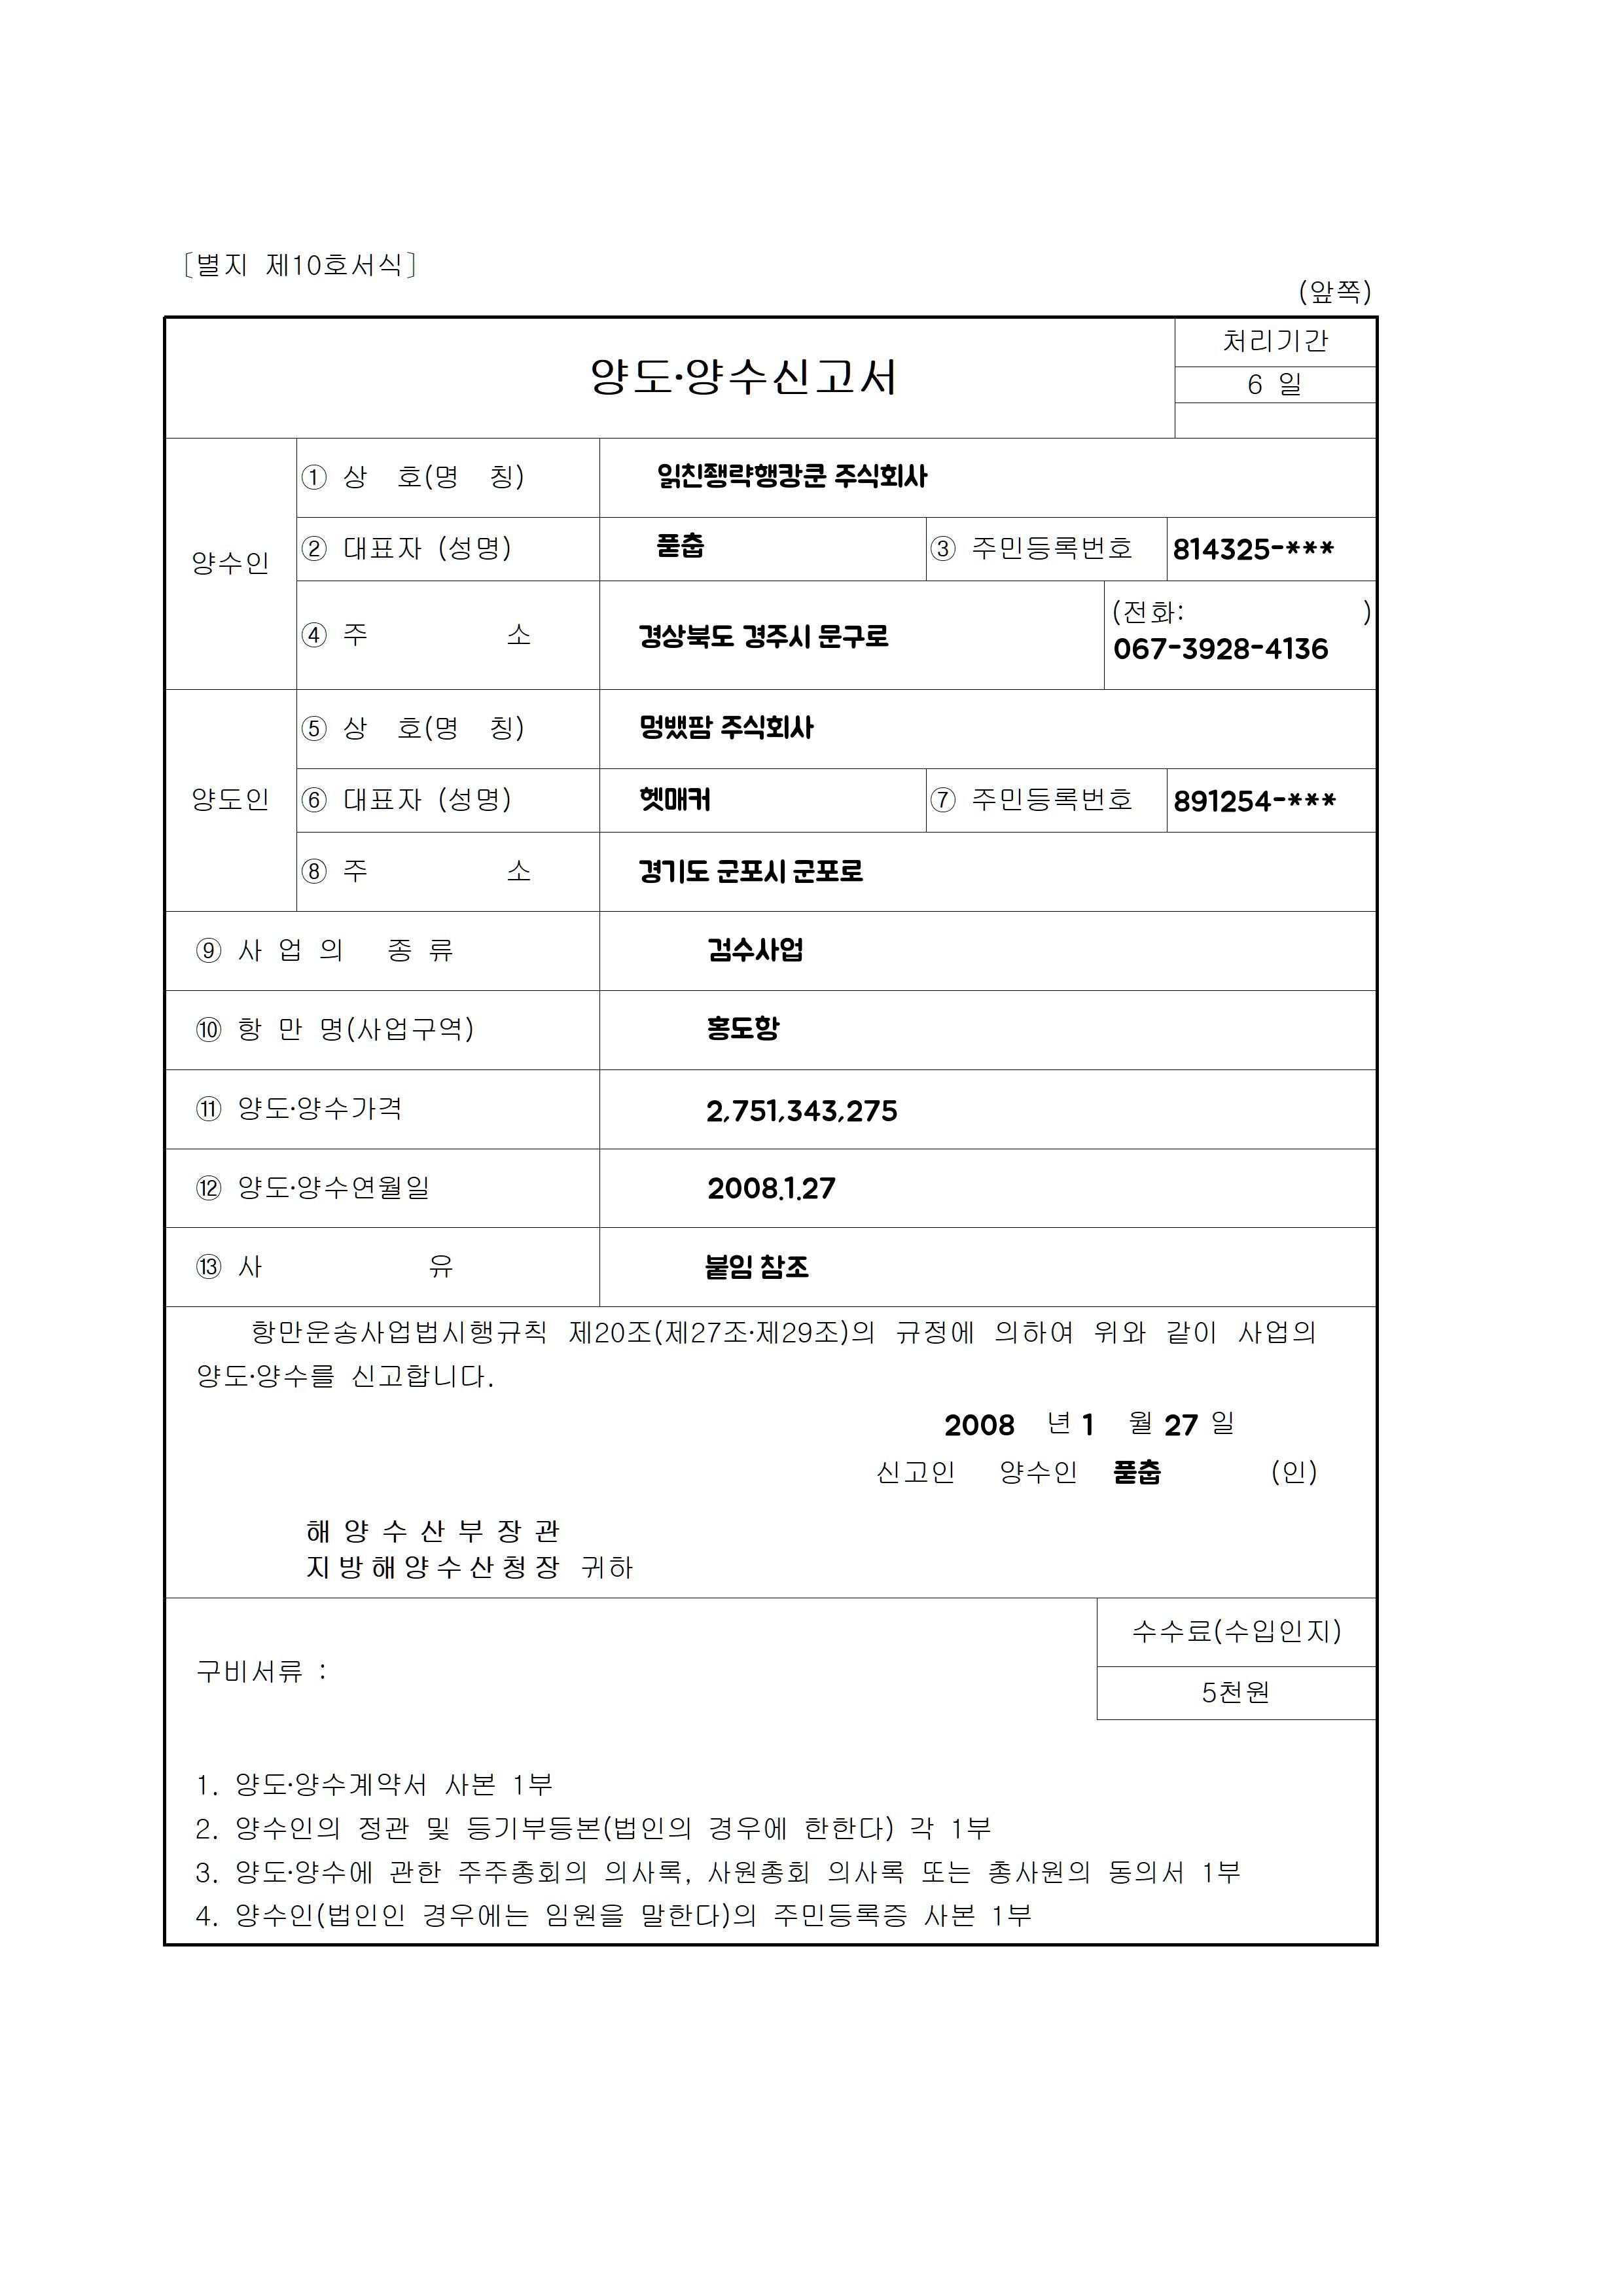 [별지 제10호서식]
(앞쪽)
양도·양수신고서
처리기간
6 일
양수인
① 상 호(명 칭)
읽친좽략행캉쿤 주식회사
② 대표자 (성명)
푿춥
③ 주민등록번호
814325-***
④ 주 소
경상북도 경주시 문구로
(전화: )
067-3928-4136
양도인
⑤ 상 호(명 칭)
멍뱄팜 주식회사
⑥ 대표자 (성명)
헷매커
⑦ 주민등록번호
891254-***
⑧ 주 소
경기도 군포시 군포로
⑨ 사 업 의 종 류
검수사업
⑩ 항 만 명(사업구역)
홍도항
⑪ 양도·양수가격
2,751,343,275
⑫ 양도·양수연월일
2008.1.27
⑬ 사 유
붙임 참조
항만운송사업법시행규칙 제20조(제27조·제29조)의 규정에 의하여 위와 같이 사업의
양도·양수를 신고합니다.
2008 년 1 월 27 일
신고인 양수인 푿춥 (인)
해 양 수 산 부 장 관
지방해양수산청장 귀하
구비서류 :
수수료(수입인지)
5천원
1. 양도·양수계약서 사본 1부
2. 양수인의 정관 및 등기부등본(법인의 경우에 한한다) 각 1부
3. 양도·양수에 관한 주주총회의 의사록, 사원총회 의사록 또는 총사원의 동의서 1부
4. 양수인(법인인 경우에는 임원을 말한다)의 주민등록증 사본 1부